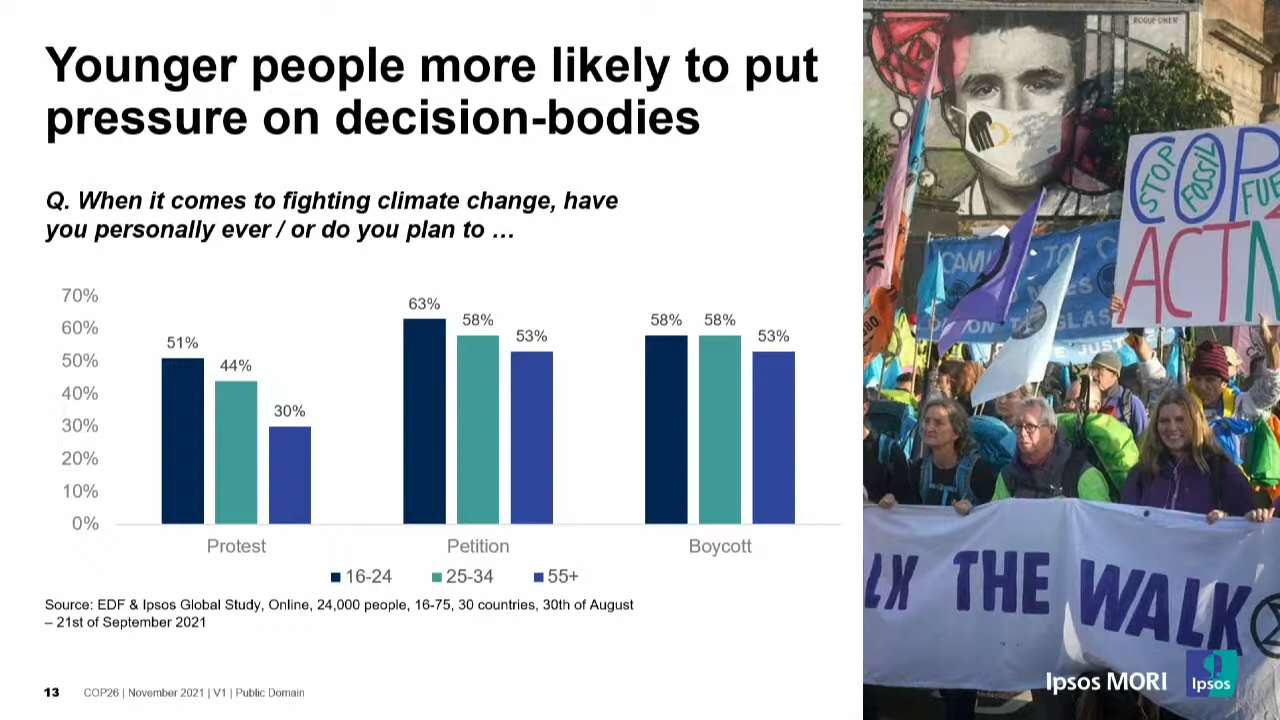 Younger people more likely to put
pressure on decision-bodies
Q. When it comes to fighting climate change, have
you personally ever / or do you plan to …
70%
60%
50%
40%
30%
20%
10%
0%
51%
44%
30%
63%
58%
53%
58%
58%
53%
Protest
Petition
Boycott
16-24
25-34
55+
Source: EDF & Ipsos Global Study, Online, 24,000 people, 16-75, 30 countries, 30th of August
– 21st of September 2021
13
COP26 | November 2021 | V1 | Public Domain
ROGUE ONER
COP
STOP
FOSSIL
FUE
ACT N
CAM
TO C
THE WALK
Ipsos MORI
Ipsos